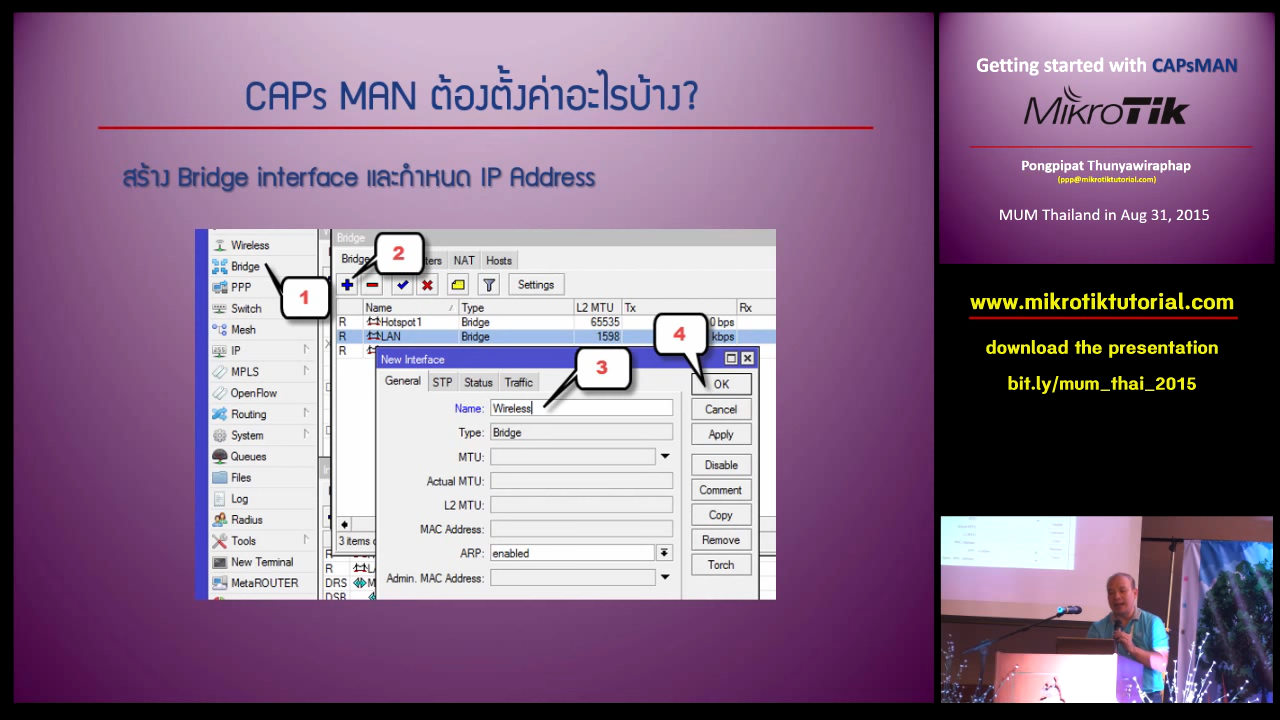 CAPs MAN ต้องตั้งค่าอะไรบ้าง?
สร้าง Bridge interface และกำหนด IP Address
Wireless
Bridge
PPP
Switch
Mesh
IP
MPLS
OpenFlow
Routing
System
Queues
Files
Log
Radius
Tools
New Terminal
MetaROUTER
1
2
3
4
Bridge
Bridge NAT Hosts
Settings
Name Type L2 MTU Tx Rx
R Hotspot1 Bridge 65535 0 bps
R LAN Bridge 1598 kbps
R
New Interface
General STP Status Traffic
Name: Wireless
Type: Bridge
MTU:
Actual MTU:
L2 MTU:
MAC Address:
ARP: enabled
Admin. MAC Address:
OK
Cancel
Apply
Disable
Comment
Copy
Remove
Torch
3 items
R
DRS
DSB
Getting started with CAPsMAN
MikroTik
Pongpipat Thunyawiraphap
(ppp@mikrotiktutorial.com)
MUM Thailand in Aug 31, 2015
www.mikrotiktutorial.com
download the presentation
bit.ly/mum_thai_2015